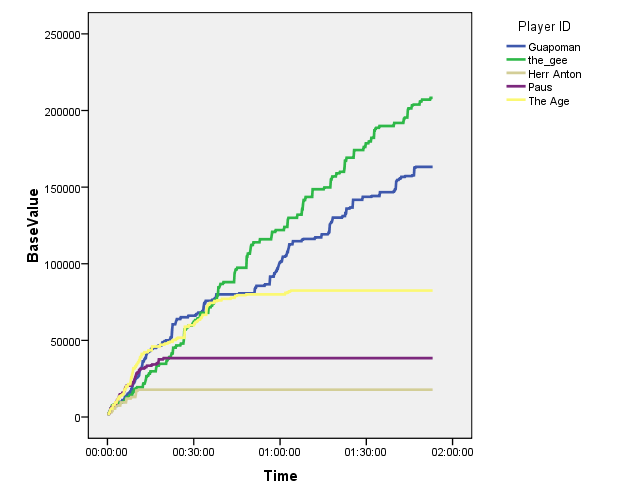 Player ID
Guapoman
the_gee
Herr Anton
Paus
The Age
250000
200000
150000
100000
50000
0
BaseValue
00:00:00 00:30:00 01:00:00 01:30:00 02:00:00
Time